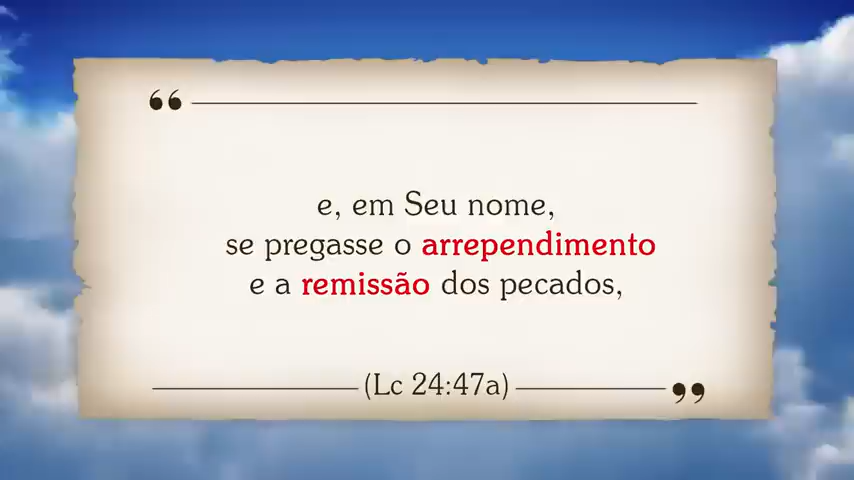 “
e, em Seu nome,
se pregasse o arrependimento
e a remissão dos pecados,
(Lc 24:47a)
”